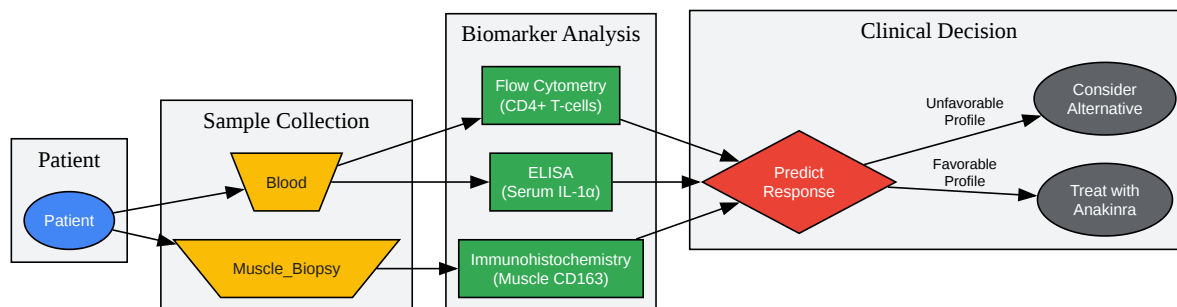 Patient
Patient
Sample Collection
Blood
Muscle_Biopsy
Biomarker Analysis
Flow Cytometry
(CD4+ T-cells)
ELISA
(Serum IL-1α)
Immunohistochemistry
(Muscle CD163)
Clinical Decision
Predict
Response
Unfavorable
Profile
Favorable
Profile
Consider
Alternative
Treat with
Anakinra